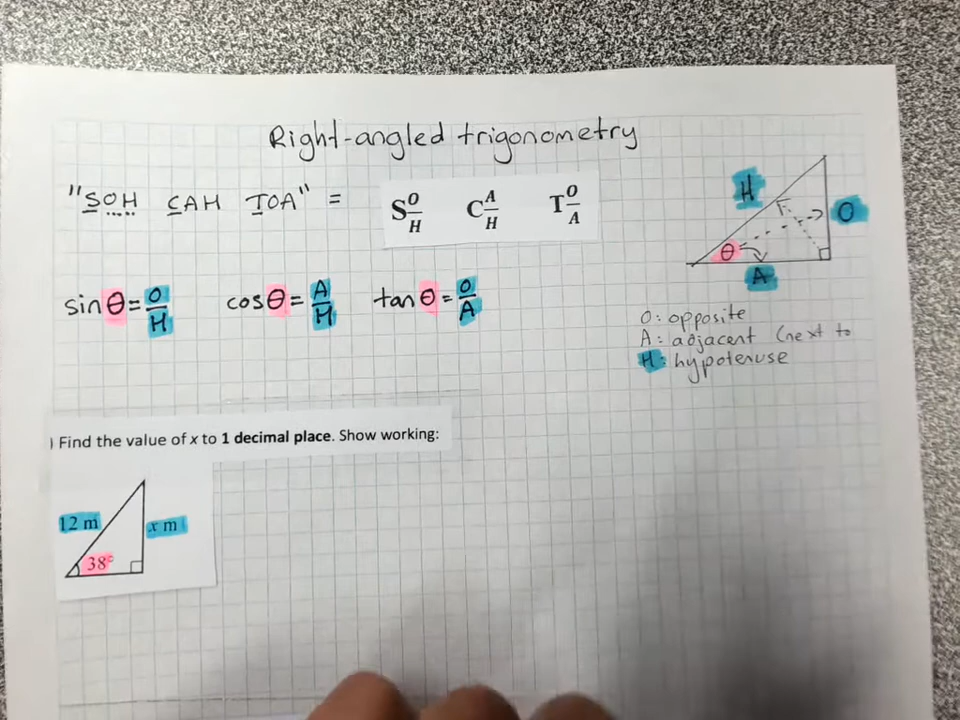 Right-angled trigonometry
"SOH CAH TOA" = S O/H C A/H T O/A
H
O
θ
A
sinθ = O/H cosθ = A/H tanθ = O/A
O: opposite
A: adjacent (next to
H: hypotenuse
) Find the value of x to 1 decimal place. Show working:
12 m
x m
38°